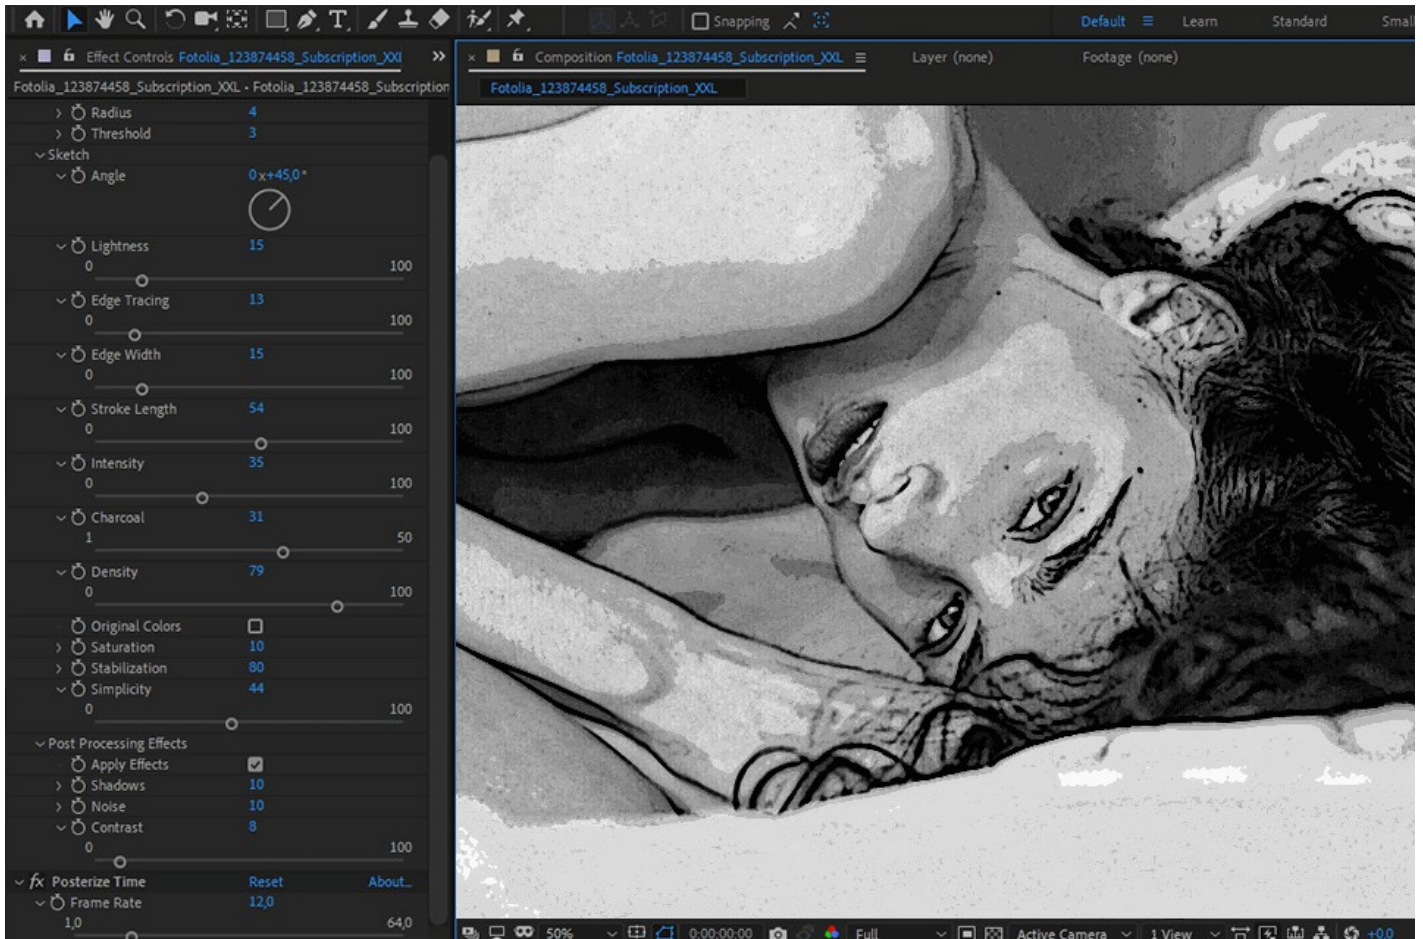 Snapping
Default
Learn
Standard
Small
Effect Controls Fotolia_123874458_Subscription_XXl
Composition Fotolia_123874458_Subscription_XXL
Layer (none)
Footage (none)
Fotolia_123874458_Subscription_XXL • Fotolia_123874458_Subscription
Fotolia_123874458_Subscription_XXL
Radius 4
Threshold 3
Sketch
Angle 0x+45,0°
Lightness 15
0 100
Edge Tracing 13
0 100
Edge Width 15
0 100
Stroke Length 54
0 100
Intensity 35
0 100
Charcoal 31
1 50
Density 79
0 100
Original Colors
Saturation 10
Stabilization 80
Simplicity 44
0 100
Post Processing Effects
Apply Effects
Shadows 10
Noise 10
Contrast 8
0 100
fx Posterize Time Reset About...
Frame Rate 12,0
1,0 64,0
50% 0:00:00:00 Full Active Camera 1 View +0,0